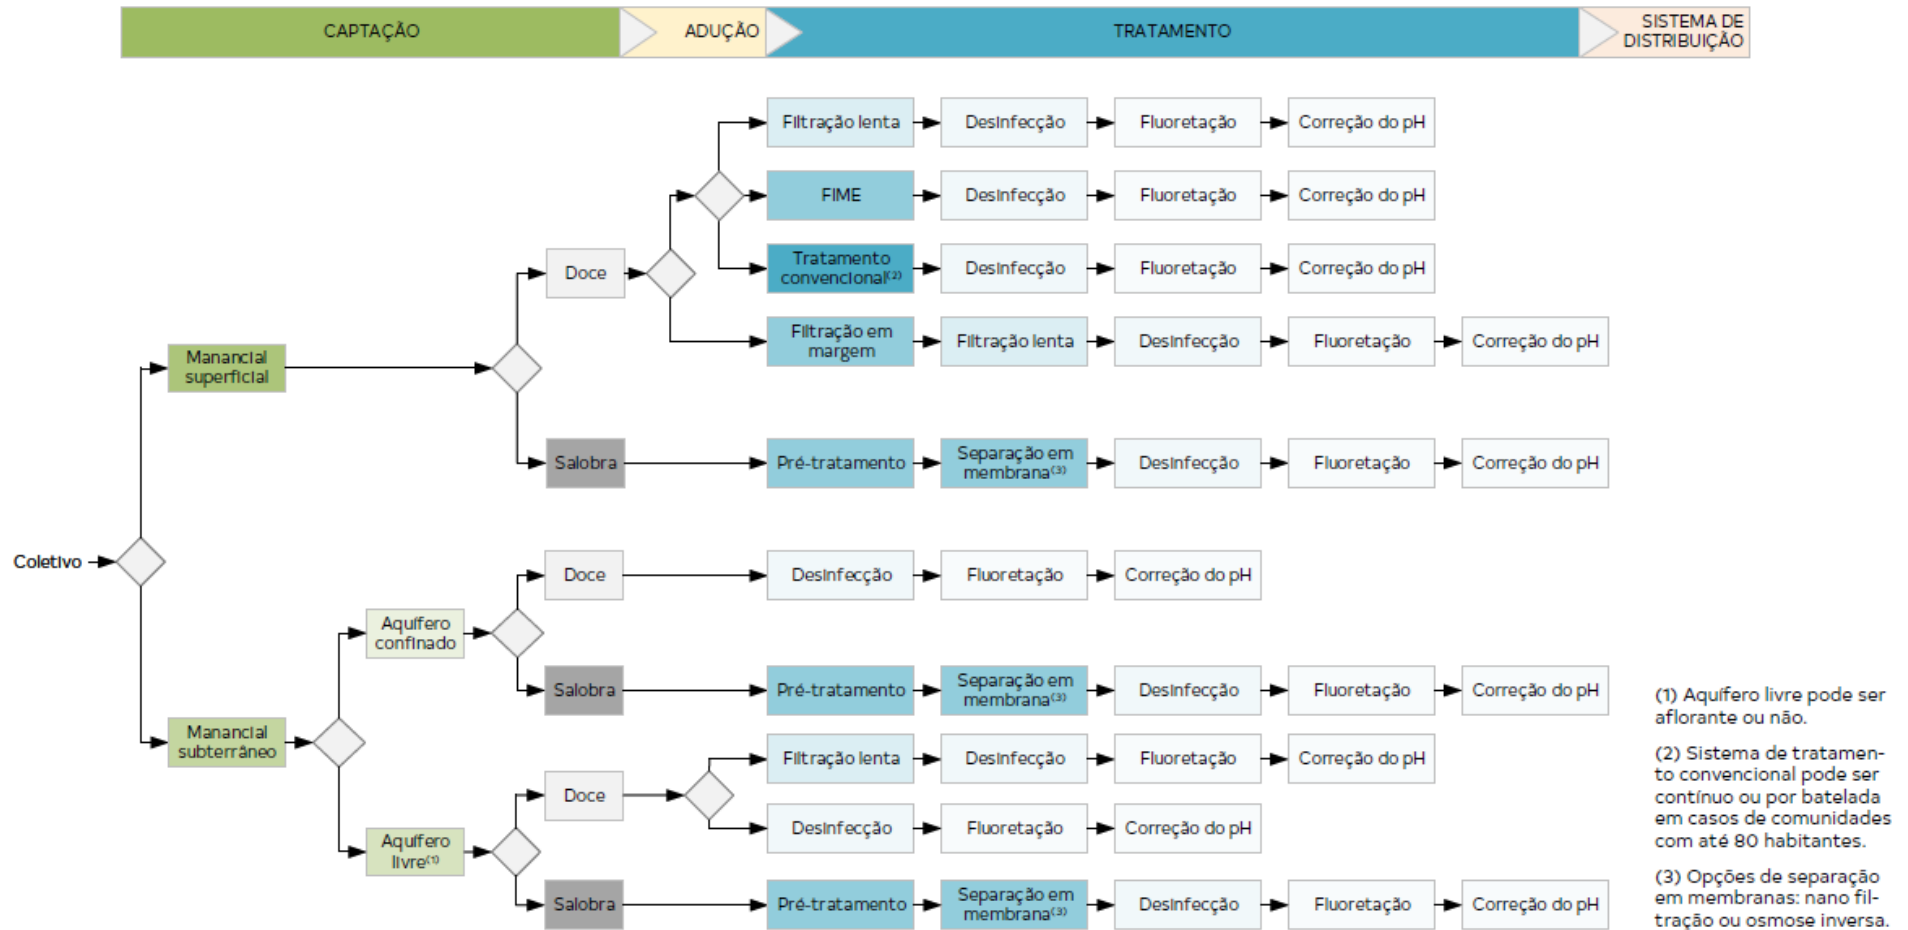 CAPTAÇÃO
ADUÇÃO
TRATAMENTO
SISTEMA DE
DISTRIBUIÇÃO
Filtração lenta
Desinfecção
Fluoretação
Correção do pH
FIME
Desinfecção
Fluoretação
Correção do pH
Doce
Tratamento
convencional(2)
Desinfecção
Fluoretação
Correção do pH
Filtração em
margem
Filtração lenta
Desinfecção
Fluoretação
Correção do pH
Manancial
superficial
Salobra
Pré-tratamento
Separação em
membrana(3)
Desinfecção
Fluoretação
Correção do pH
Coletivo
Doce
Desinfecção
Fluoretação
Correção do pH
Aquífero
confinado
Salobra
Pré-tratamento
Separação em
membrana(3)
Desinfecção
Fluoretação
Correção do pH
Manancial
subterrâneo
Filtração lenta
Desinfecção
Fluoretação
Correção do pH
Doce
Desinfecção
Fluoretação
Correção do pH
Aquífero
livre(1)
Salobra
Pré-tratamento
Separação em
membrana(3)
Desinfecção
Fluoretação
Correção do pH
(1) Aquífero livre pode ser
aflorante ou não.
(2) Sistema de tratamen-
to convencional pode ser
contínuo ou por batelada
em casos de comunidades
com até 80 habitantes.
(3) Opções de separação
em membranas: nano fil-
tração ou osmose inversa.